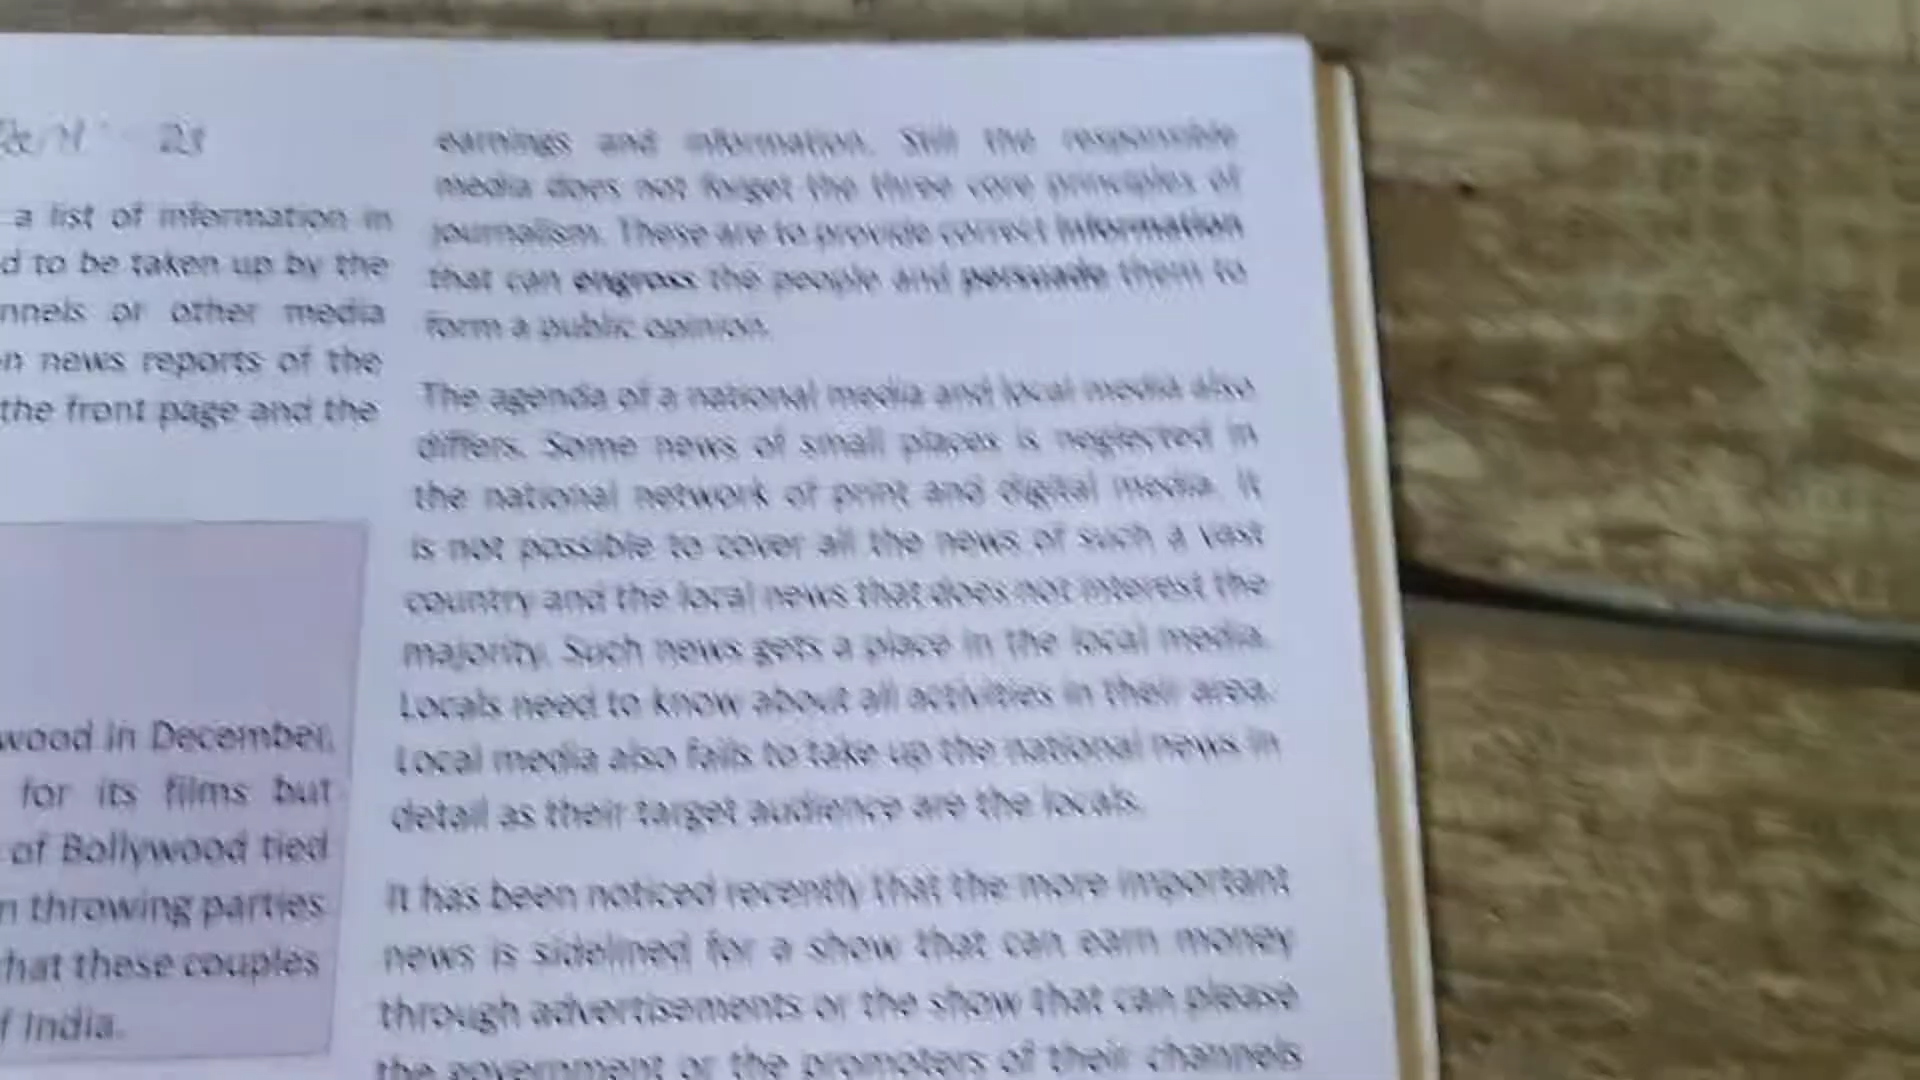 a list of information in
d to be taken up by the
nnels or other media
n news reports of the
the front page and the
wood in December,
for its films but
of Bollywood tied
n throwing parties
hat these couples
f India.
earnings and information. Still the responsible
media does not forget the three core principles of
journalism. These are to provide correct information
that can engross the people and persuade them to
form a public opinion.
The agenda of a national media and local media also
differs. Some news of small places is neglected in
the national network of print and digital media. It
is not possible to cover all the news of such a vast
country and the local news that does not interest the
majority. Such news gets a place in the local media.
Locals need to know about all activities in their area.
Local media also fails to take up the national news in
detail as their target audience are the locals.
It has been noticed recently that the more important
news is sidelined for a show that can earn money
through advertisements or the show that can please
the government or the promoters of their channels